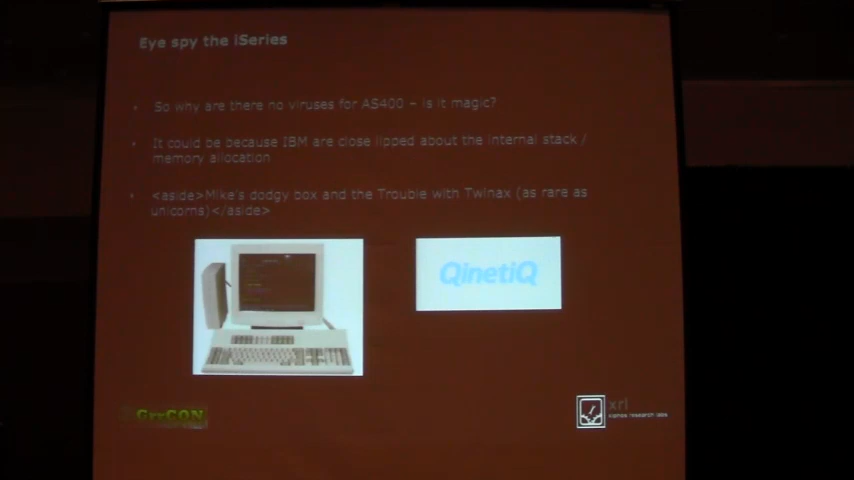 Eye spy the iSeries
• So why are there no viruses for AS400 – is it magic?
• It could be because IBM are close lipped about the internal stack /
memory allocation
• <aside>Mike's dodgy box and the Trouble with Twinax (as rare as
unicorns)</aside>
QinetiQ
GrrCON
xrl